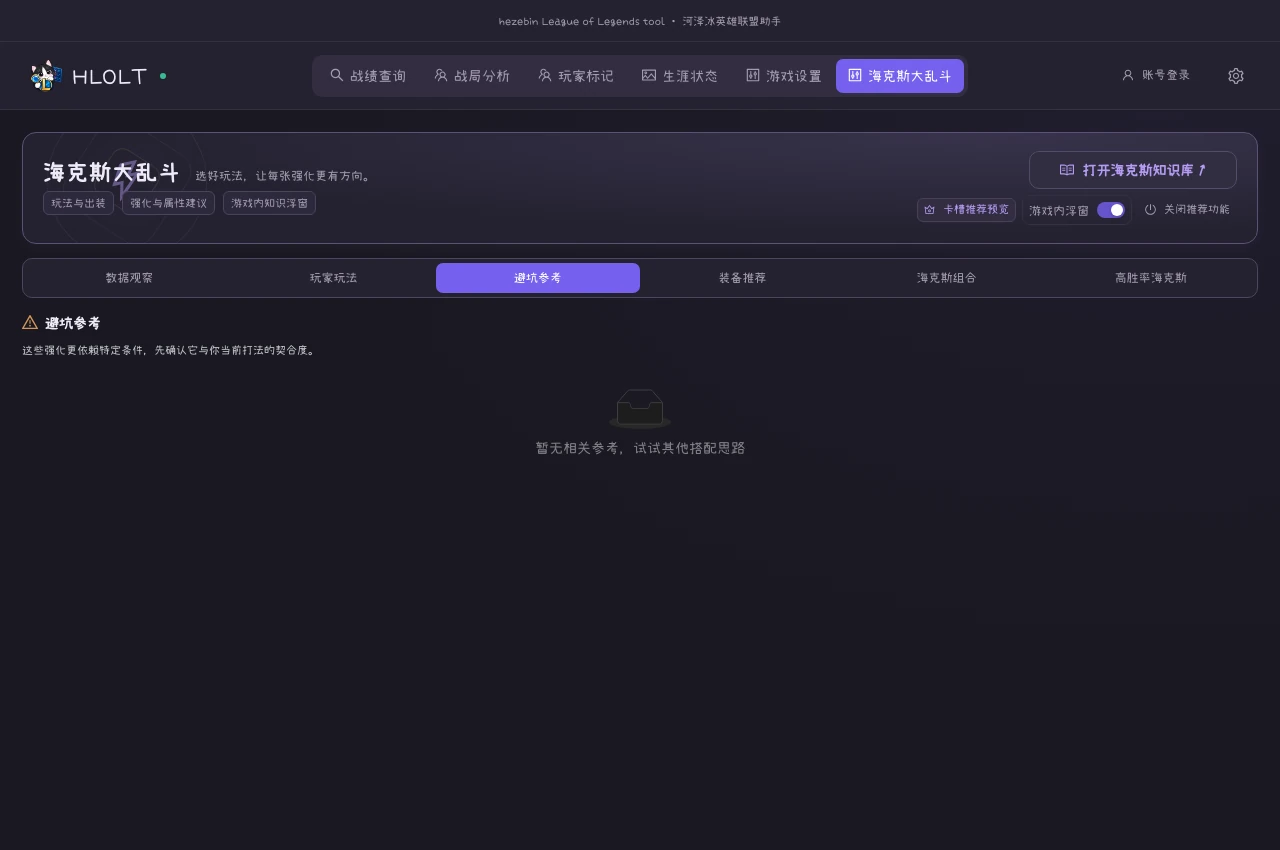 hezebin League of Legends tool • 河泽冰英雄联盟助手
HLOLT
战绩查询 战局分析 玩家标记 生涯状态 游戏设置 海克斯大乱斗 账号登录
海克斯大乱斗 选好玩法，让每张强化更有方向。
打开海克斯知识库 ↗
玩法与出装 强化与属性建议 游戏内知识浮窗
卡槽推荐预览 游戏内浮窗 关闭推荐功能
数据观察 玩家玩法 避坑参考 装备推荐 海克斯组合 高胜率海克斯
避坑参考
这些强化更依赖特定条件，先确认它与你当前打法的契合度。
暂无相关参考，试试其他搭配思路